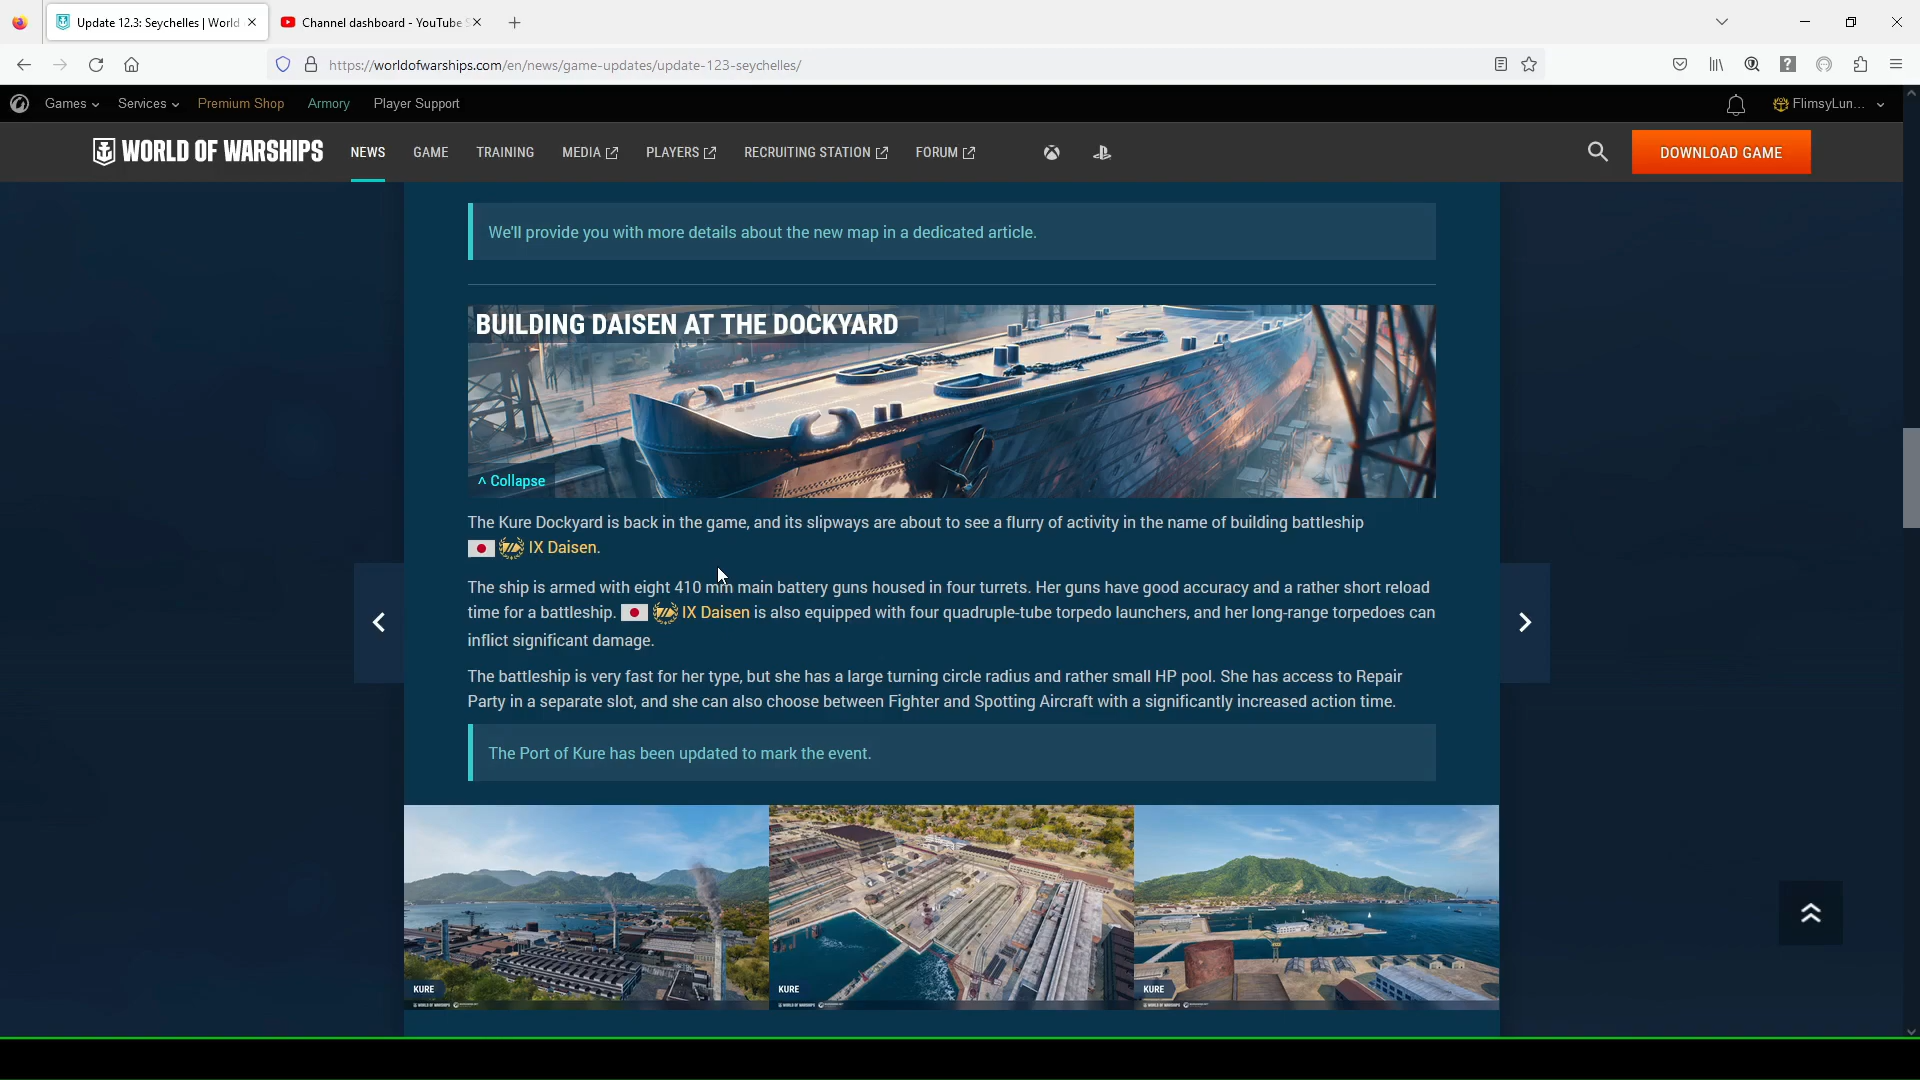 Update 12.3: Seychelles | World
Channel dashboard - YouTube S
https://worldofwarships.com/en/news/game-updates/update-123-seychelles/
Games
Services
Premium Shop
Armory
Player Support
FlimsyLun...
WORLD OF WARSHIPS
NEWS
GAME
TRAINING
MEDIA
PLAYERS
RECRUITING STATION
FORUM
DOWNLOAD GAME
We'll provide you with more details about the new map in a dedicated article.
BUILDING DAISEN AT THE DOCKYARD
^ Collapse
The Kure Dockyard is back in the game, and its slipways are about to see a flurry of activity in the name of building battleship
IX Daisen.
The ship is armed with eight 410 mm main battery guns housed in four turrets. Her guns have good accuracy and a rather short reload
time for a battleship. IX Daisen is also equipped with four quadruple-tube torpedo launchers, and her long-range torpedoes can
inflict significant damage.
The battleship is very fast for her type, but she has a large turning circle radius and rather small HP pool. She has access to Repair
Party in a separate slot, and she can also choose between Fighter and Spotting Aircraft with a significantly increased action time.
The Port of Kure has been updated to mark the event.
KURE
KURE
KURE